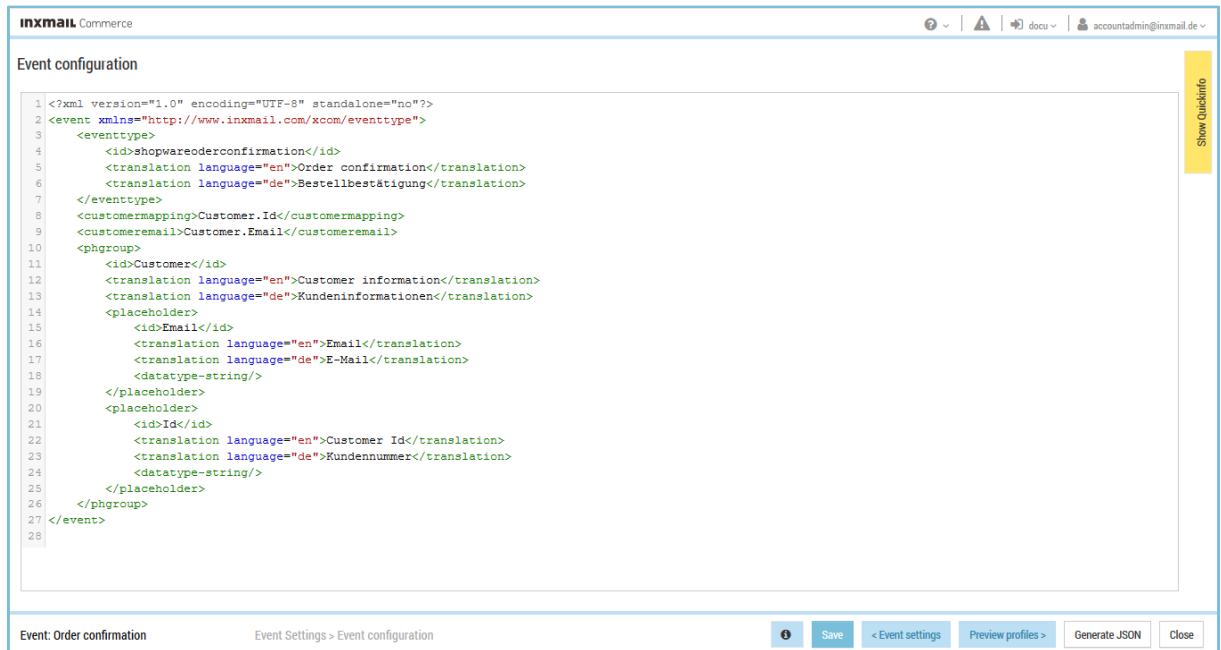 Inxmail Commerce
docu
accountadmin@inxmail.de
Event configuration
Show Quickinfo
1 <?xml version="1.0" encoding="UTF-8" standalone="no"?>
2 <event xmlns="http://www.inxmail.com/xcom/eventtype">
3 <eventtype>
4 <id>shopwareoderconfirmation</id>
5 <translation language="en">Order confirmation</translation>
6 <translation language="de">Bestellbestätigung</translation>
7 </eventtype>
8 <customermapping>Customer.Id</customermapping>
9 <customeremail>Customer.Email</customeremail>
10 <phgroup>
11 <id>Customer</id>
12 <translation language="en">Customer information</translation>
13 <translation language="de">Kundeninformationen</translation>
14 <placeholder>
15 <id>Email</id>
16 <translation language="en">Email</translation>
17 <translation language="de">E-Mail</translation>
18 <datatype-string/>
19 </placeholder>
20 <placeholder>
21 <id>Id</id>
22 <translation language="en">Customer Id</translation>
23 <translation language="de">Kundennummer</translation>
24 <datatype-string/>
25 </placeholder>
26 </phgroup>
27 </event>
28
Event: Order confirmation
Event Settings > Event configuration
Save
< Event settings
Preview profiles >
Generate JSON
Close